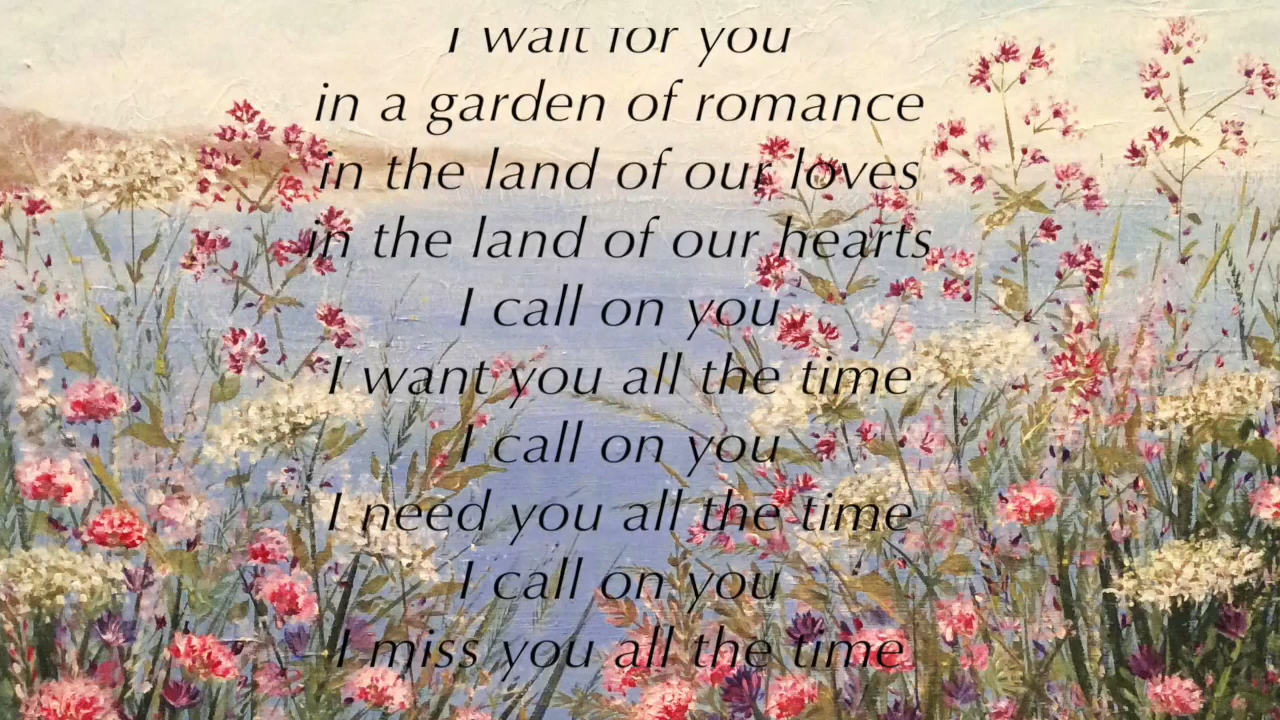 I wait for you
in a garden of romance
in the land of our loves
in the land of our hearts
I call on you
I want you all the time
I call on you
I need you all the time
I call on you
I miss you all the time